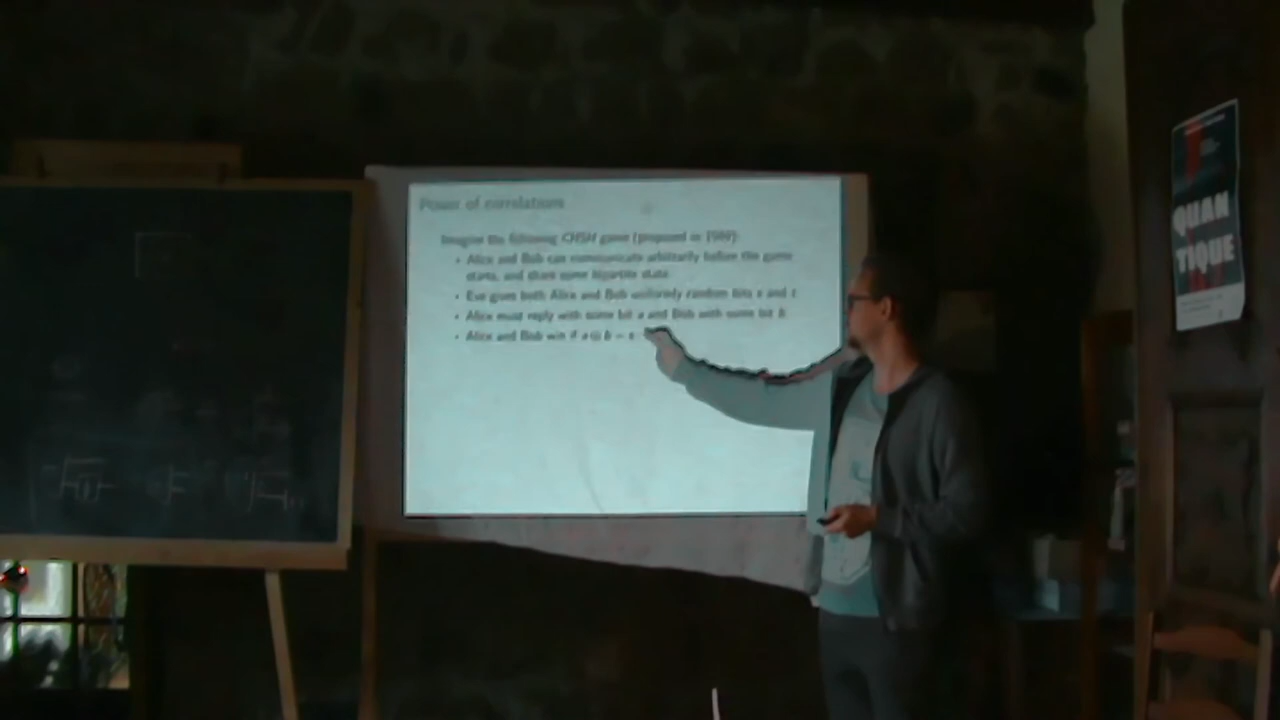 Power of correlations
Imagine the following CHSH game (proposed in 1969):
• Alice and Bob can communicate arbitrarily before the game
starts, and share some bipartite state
• Eve gives both Alice and Bob uniformly random bits s and t
• Alice must reply with some bit a and Bob with some bit b
• Alice and Bob win if a ⊕ b = s
QUAN
TIQUE